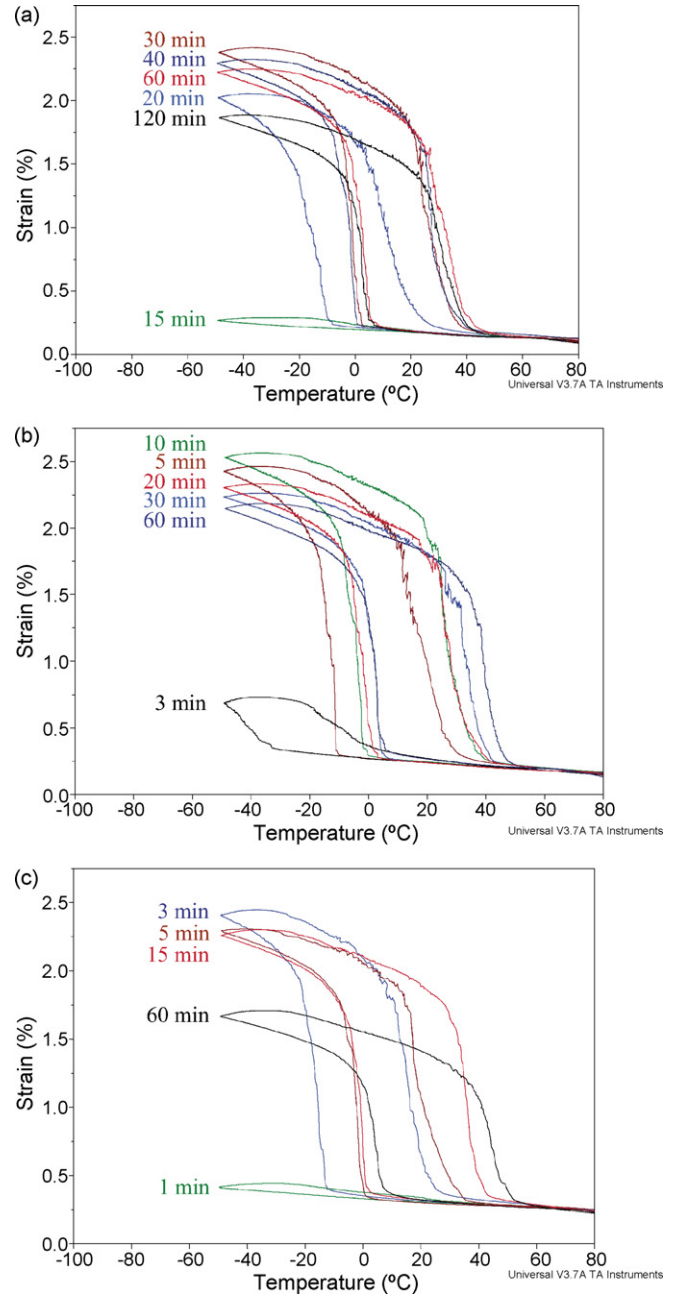 (a)
2.5
30 min
40 min
2.0
60 min
20 min
120 min
1.5
Strain (%)
1.0
0.5
15 min
0.0
-100 -80 -60 -40 -20 0 20 40 60 80
Temperature (ºC)
Universal V3.7A TA Instruments
(b)
10 min
2.5
5 min
20 min
30 min
2.0
60 min
1.5
Strain (%)
1.0
3 min
0.5
0.0
-100 -80 -60 -40 -20 0 20 40 60 80
Temperature (ºC)
Universal V3.7A TA Instruments
(c)
2.5
3 min
5 min
15 min
2.0
60 min
1.5
Strain (%)
1.0
0.5
1 min
0.0
-100 -80 -60 -40 -20 0 20 40 60 80
Temperature (ºC)
Universal V3.7A TA Instruments